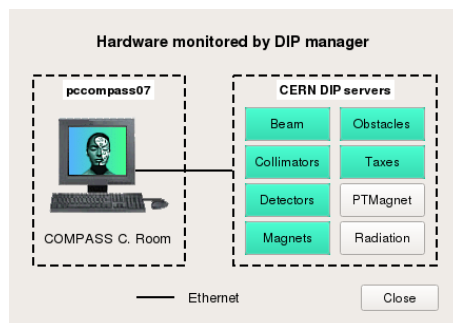 Hardware monitored by DIP manager
pccompass07
CERN DIP servers
Beam
Obstacles
Collimators
Taxes
Detectors
PTMagnet
Magnets
Radiation
COMPASS C. Room
Ethernet
Close